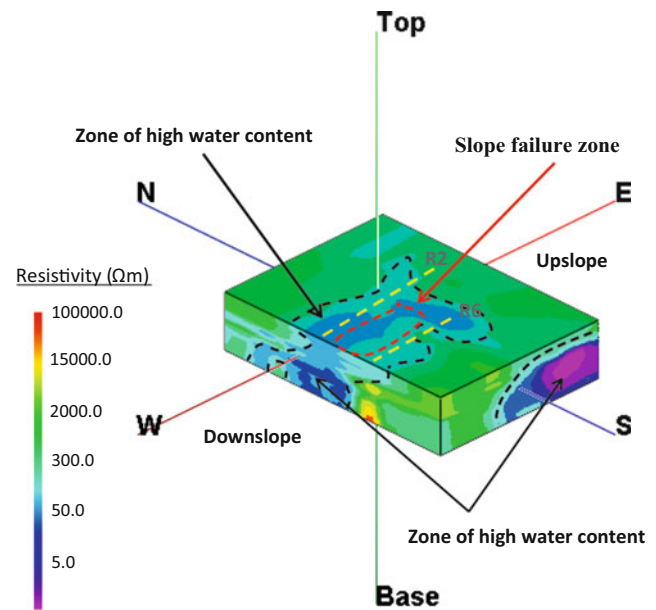 Top
Zone of high water content
Slope failure zone
N
E
R2
Upslope
Resistivity (Ωm)
R6
100000.0
15000.0
2000.0
300.0
50.0
5.0
W
Downslope
S
Zone of high water content
Base